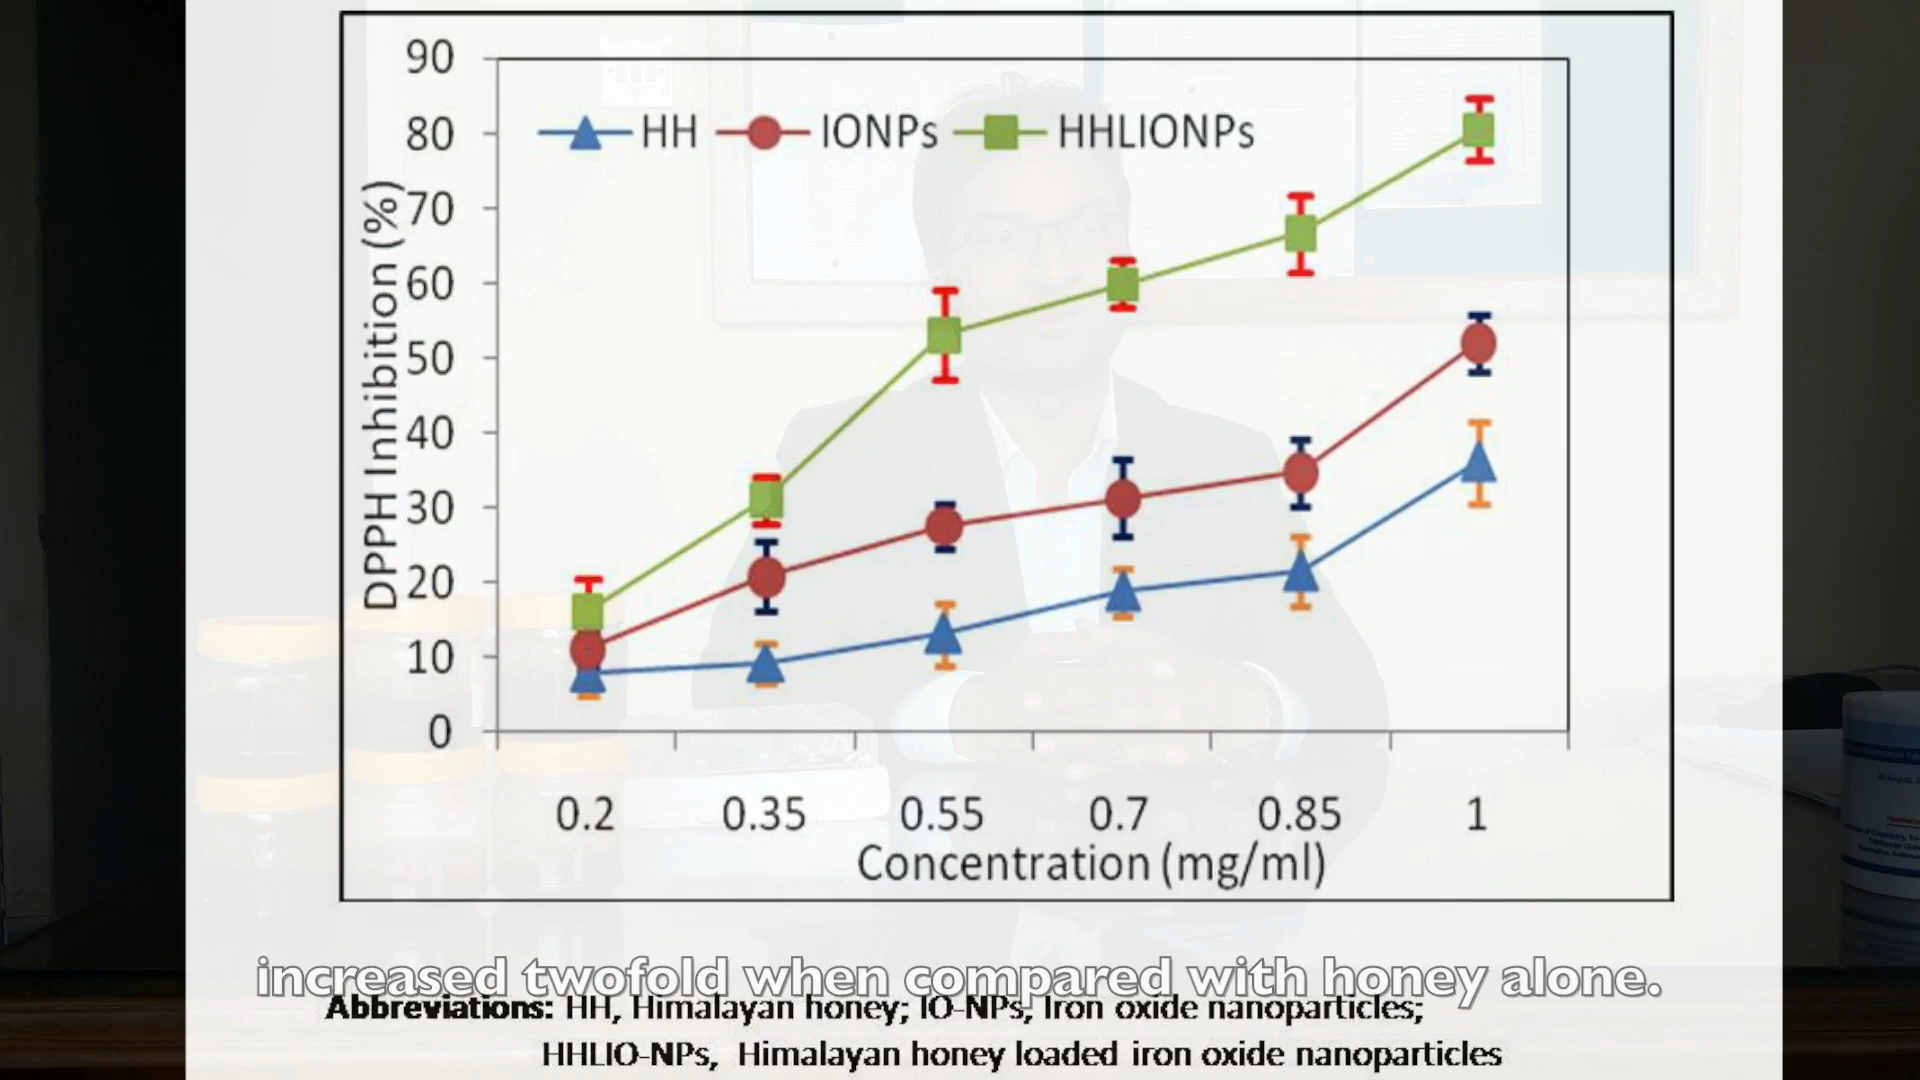 90
HH IONPs HHLIONPs
80
70
60
50
40
30
20
10
0
DPPH Inhibition (%)
0.2 0.35 0.55 0.7 0.85 1
Concentration (mg/ml)
increased twofold when compared with honey alone.
Abbreviations: HH, Himalayan honey; IO-NPs, Iron oxide nanoparticles;
HHLIO-NPs, Himalayan honey loaded iron oxide nanoparticles